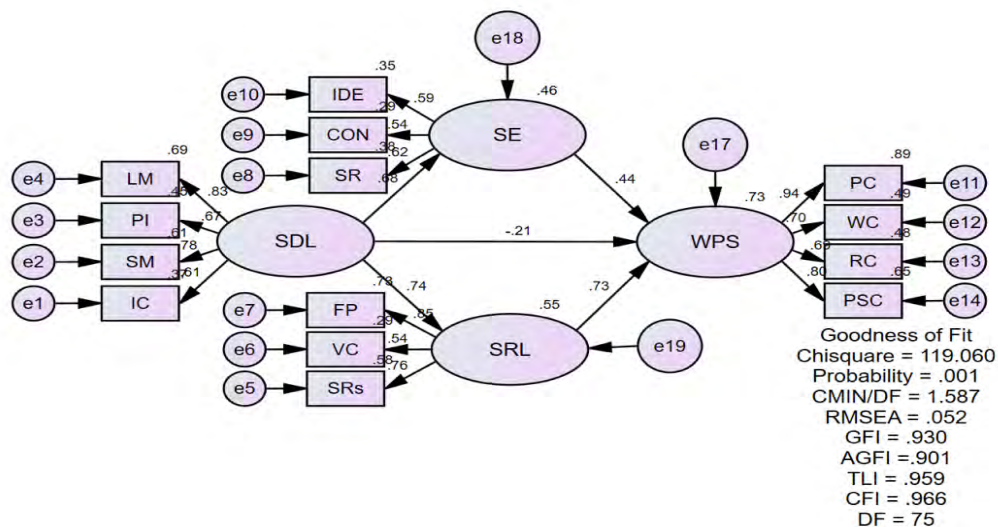 e18
.35
.46
e10
IDE
.59
.29
SE
e9
CON
.54
.38
e17
SR
.62
e8
.69
.68
.89
e4
LM
.83
.44
.73
.94
PC
e11
.45
.49
e3
PI
.67
.70
WC
e12
.61
SDL
-.21
WPS
.48
e2
SM
.78
.69
RC
e13
.37
.61
.65
e1
IC
.73
.74
.73
.80
PSC
e14
e7
FP
.85
.55
.29
e6
VC
.54
SRL
e19
.58
.76
e5
SRs
Goodness of Fit
Chisquare = 119.060
Probability = .001
CMIN/DF = 1.587
RMSEA = .052
GFI = .930
AGFI =.901
TLI = .959
CFI = .966
DF = 75